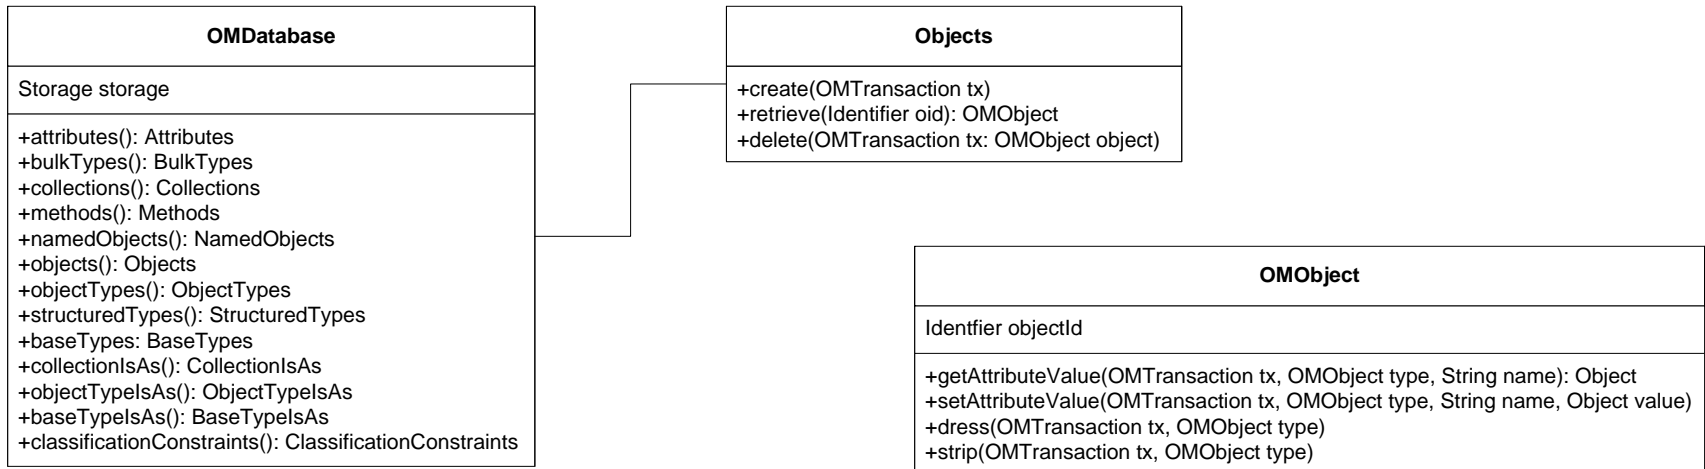 OMDatabase
Storage storage
+attributes(): Attributes
+bulkTypes(): BulkTypes
+collections(): Collections
+methods(): Methods
+namedObjects(): NamedObjects
+objects(): Objects
+objectTypes(): ObjectTypes
+structuredTypes(): StructuredTypes
+baseTypes: BaseTypes
+collectionIsAs(): CollectionIsAs
+objectTypeIsAs(): ObjectTypeIsAs
+baseTypeIsAs(): BaseTypeIsAs
+classificationConstraints(): ClassificationConstraints
Objects
+create(OMTransaction tx)
+retrieve(Identifier oid): OMObject
+delete(OMTransaction tx: OMObject object)
OMObject
Identfier objectId
+getAttributeValue(OMTransaction tx, OMObject type, String name): Object
+setAttributeValue(OMTransaction tx, OMObject type, String name, Object value)
+dress(OMTransaction tx, OMObject type)
+strip(OMTransaction tx, OMObject type)